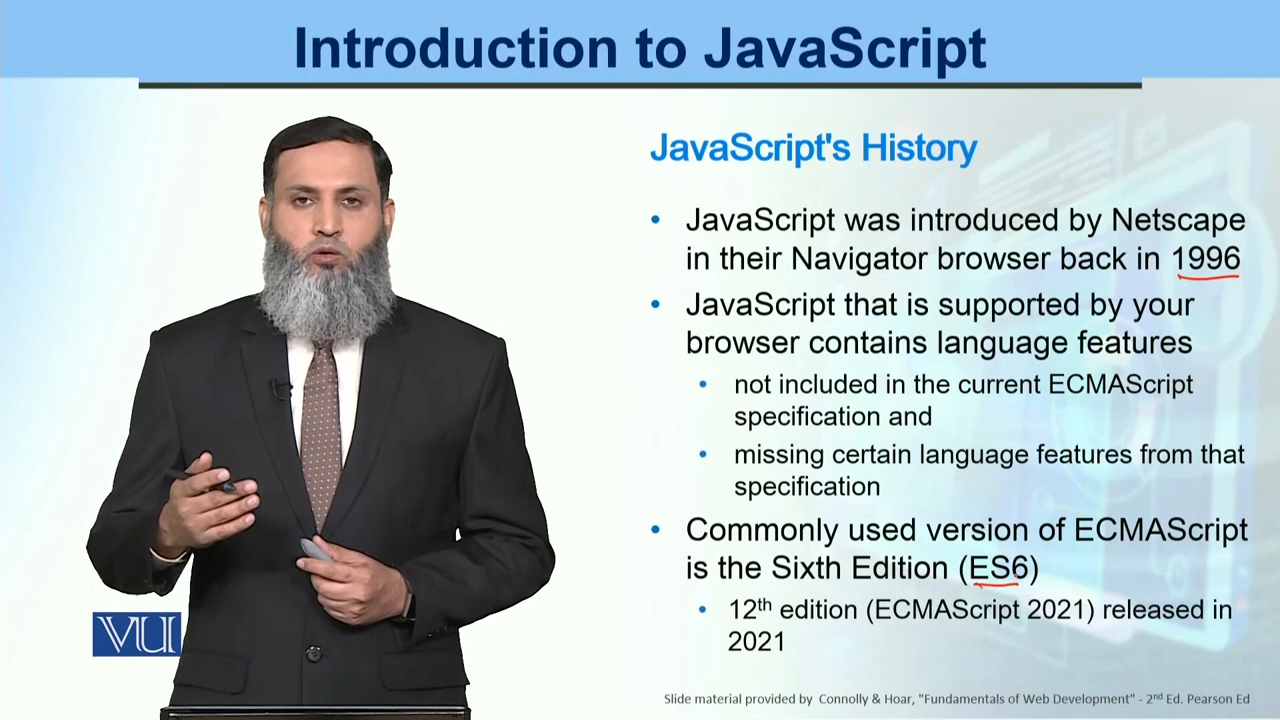 Introduction to JavaScript
JavaScript's History
• JavaScript was introduced by Netscape
in their Navigator browser back in 1996
• JavaScript that is supported by your
browser contains language features
• not included in the current ECMAScript
specification and
• missing certain language features from that
specification
• Commonly used version of ECMAScript
is the Sixth Edition (ES6)
• 12th edition (ECMAScript 2021) released in
2021
VU
Slide material provided by Connolly & Hoar, "Fundamentals of Web Development" - 2nd Ed. Pearson Ed